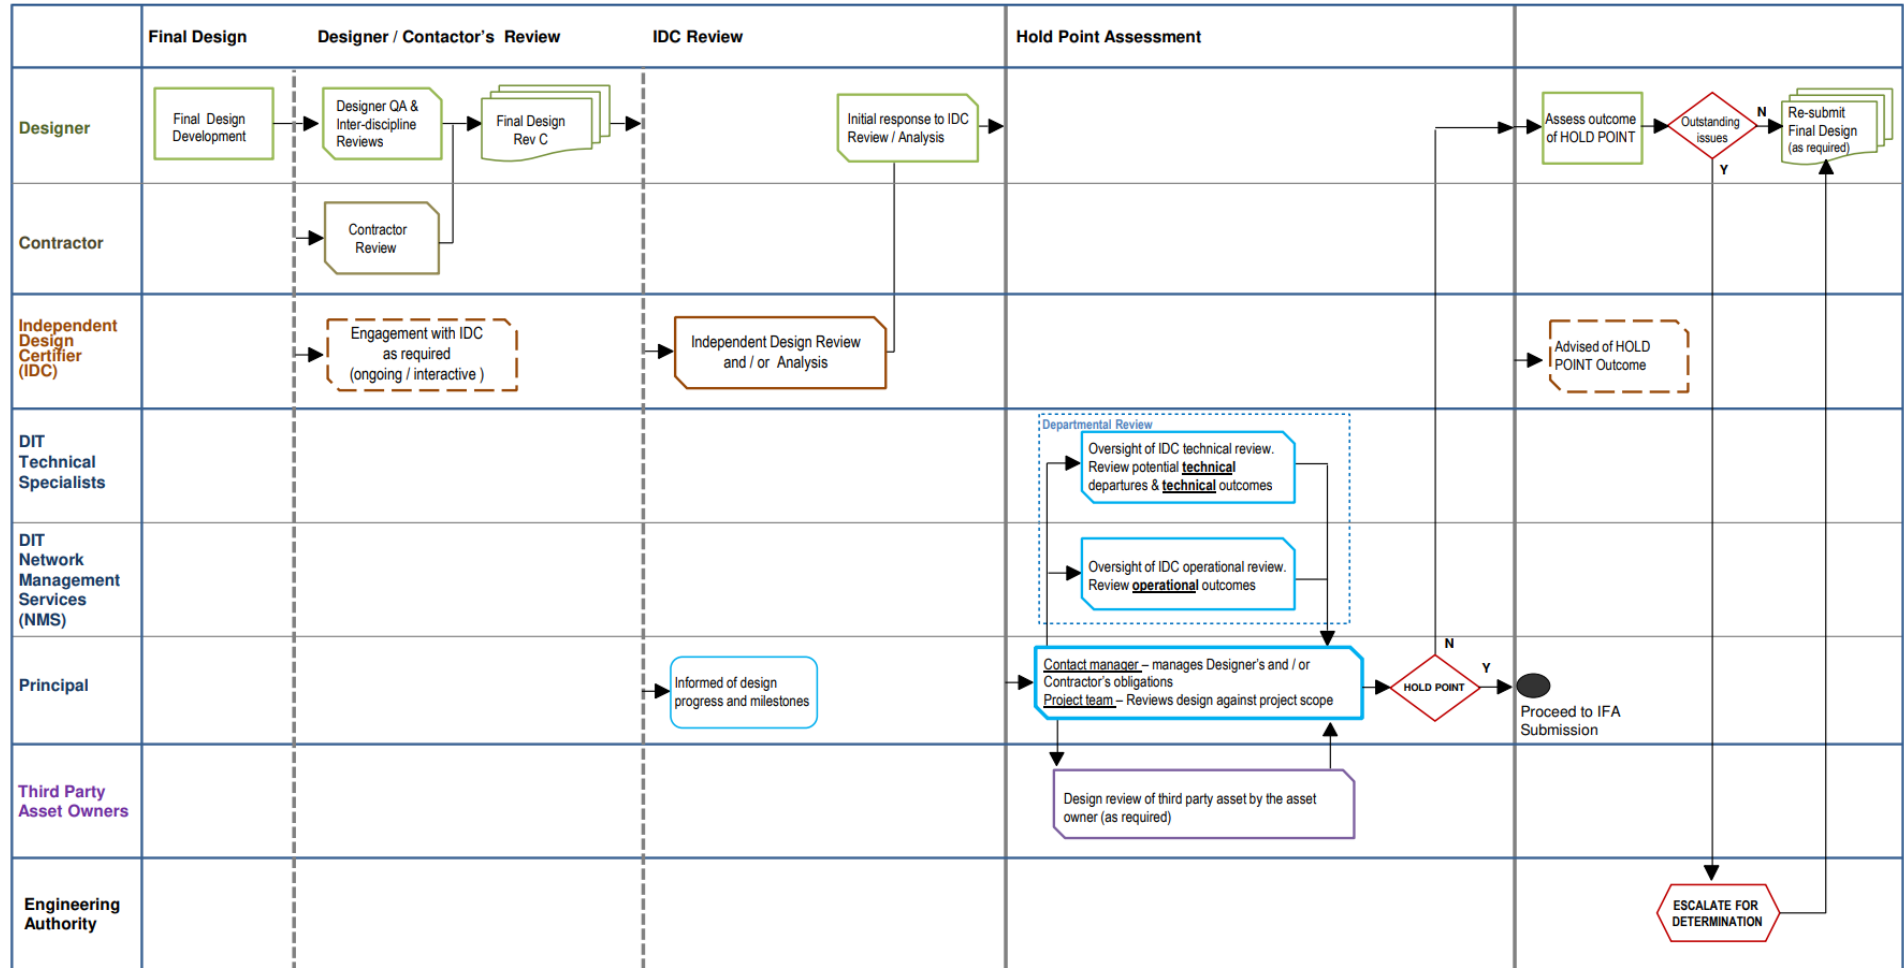 Final Design
Designer / Contactor's  Review
IDC Review
Hold Point Assessment
Designer
Final  Design
Development
Designer QA &
Inter-discipline
Reviews
Final Design
Rev C
Initial response to IDC
Review / Analysis
Assess outcome
of HOLD POINT
Outstanding
issues
N
Y
Re-submit
Final Design
(as required)
Contractor
Contractor
Review
Independent
Design
Certifier
(IDC)
Engagement with IDC
as required
(ongoing / interactive )
Independent Design Review
and / or  Analysis
Advised of HOLD
POINT Outcome
DIT
Technical
Specialists
Departmental Review
Oversight of IDC technical review.
Review potential technical
departures & technical outcomes
DIT
Network
Management
Services
(NMS)
Oversight of IDC operational review.
Review operational outcomes
Principal
Informed of design
progress and milestones
Contact manager – manages Designer's and / or
Contractor's obligations
Project team – Reviews design against project scope
HOLD POINT
N
Y
Proceed to IFA
Submission
Third Party
Asset Owners
Design review of third party asset by the asset
owner (as required)
Engineering
Authority
ESCALATE FOR
DETERMINATION